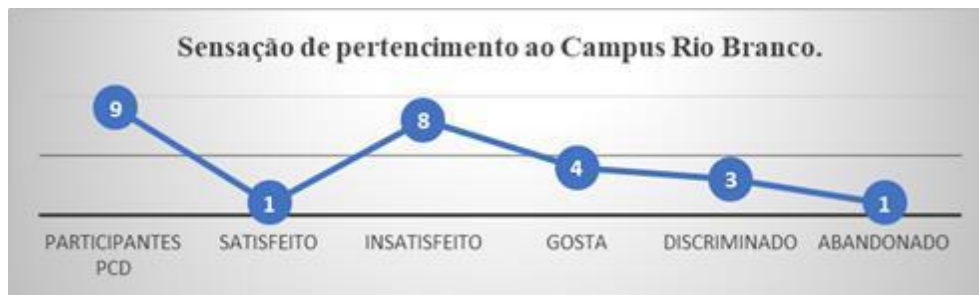 Sensação de pertencimento ao Campus Rio Branco.
9
1
8
4
3
1
PARTICIPANTES PCD
SATISFEITO
INSATISFEITO
GOSTA
DISCRIMINADO
ABANDONADO